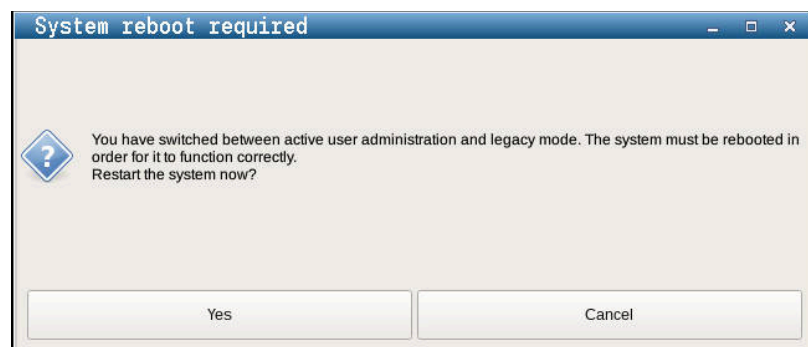 System reboot required
You have switched between active user administration and legacy mode. The system must be rebooted in
order for it to function correctly.
Restart the system now?
Yes
Cancel